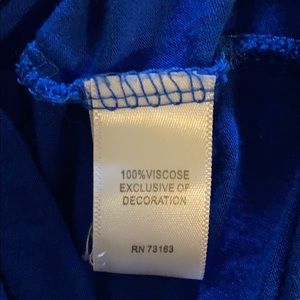 100%VISCOSE
EXCLUSIVE OF
DECORATION
RN 73163